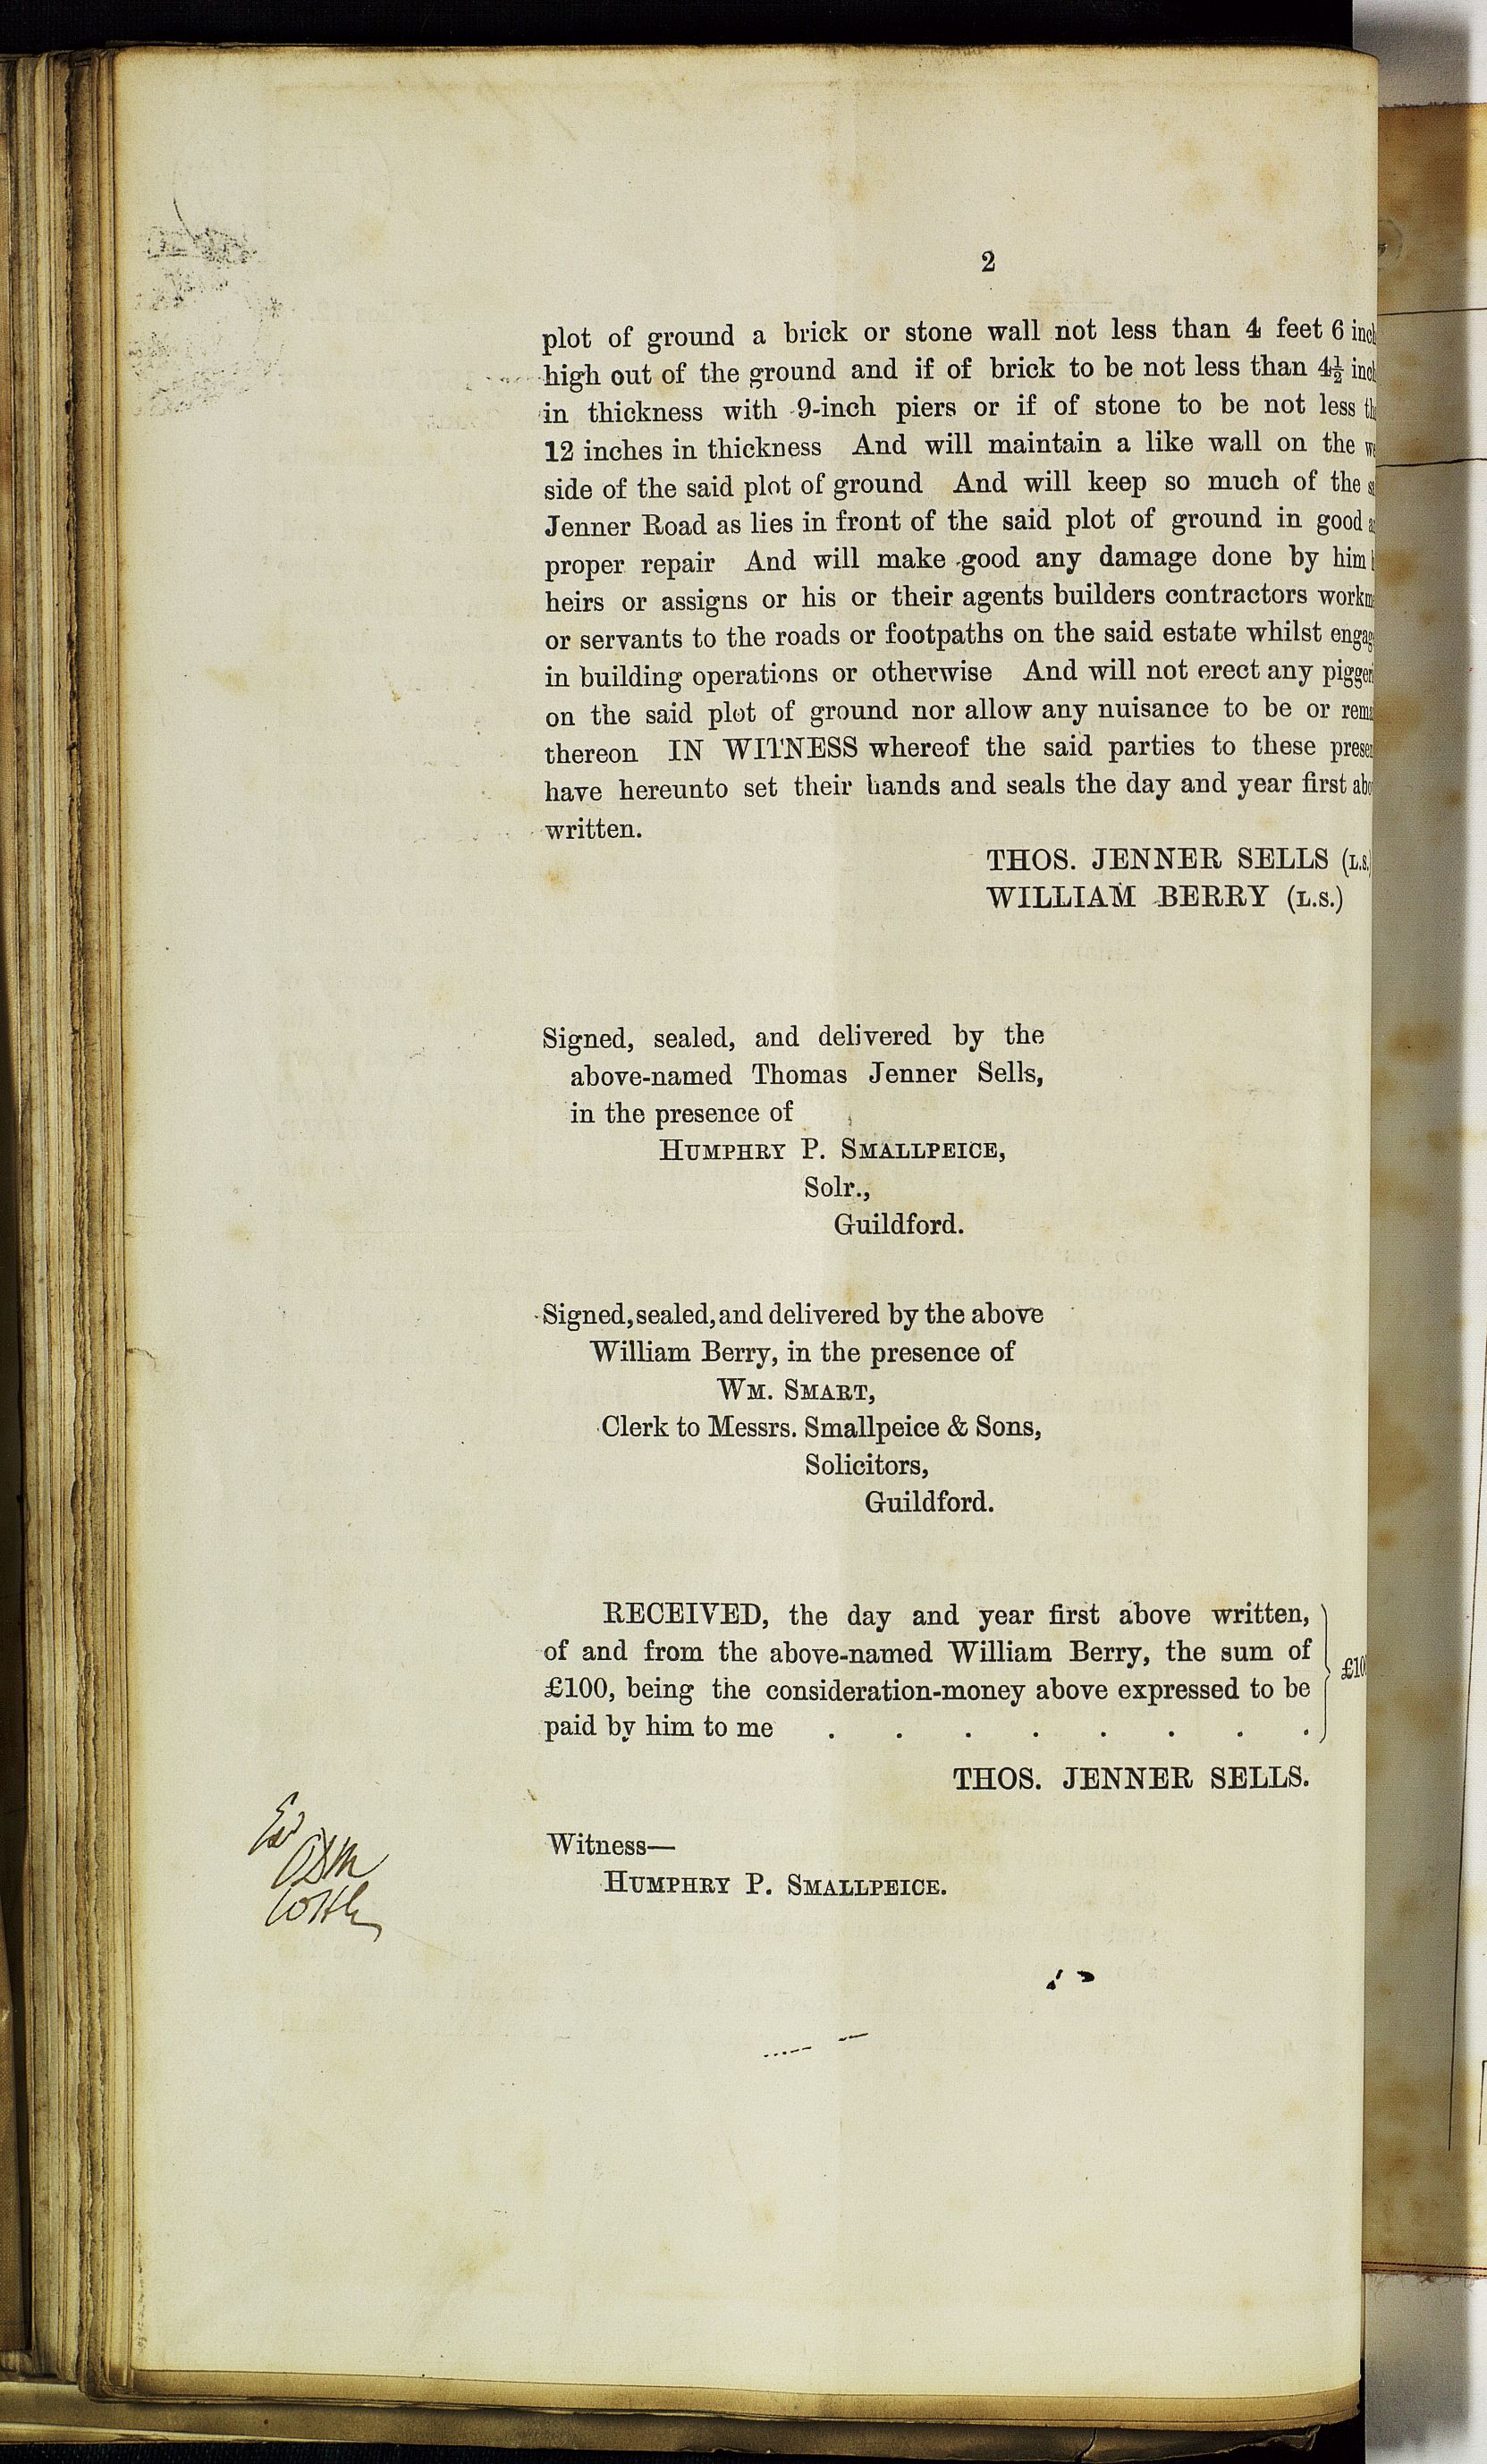 2
plot of ground a brick or stone wall not less than 4 feet 6 inch
high out of the ground and if of brick to be not less than 4½ inch
in thickness with 9-inch piers or if of stone to be not less th
12 inches in thickness And will maintain a like wall on the we
side of the said plot of ground And will keep so much of the s
Jenner Road as lies in front of the said plot of ground in good a
proper repair And will make good any damage done by him h
heirs or assigns or his or their agents builders contractors workm
or servants to the roads or footpaths on the said estate whilst engag
in building operations or otherwise And will not erect any pigger
on the said plot of ground nor allow any nuisance to be or rema
thereon IN WITNESS whereof the said parties to these presen
have hereunto set their hands and seals the day and year first abo
written.
THOS. JENNER SELLS (L.S.)
WILLIAM BERRY (L.S.)
Signed, sealed, and delivered by the
above-named Thomas Jenner Sells,
in the presence of
HUMPHRY P. SMALLPEICE,
Solr.,
Guildford.
Signed, sealed, and delivered by the above
William Berry, in the presence of
WM. SMART,
Clerk to Messrs. Smallpeice & Sons,
Solicitors,
Guildford.
RECEIVED, the day and year first above written,
of and from the above-named William Berry, the sum of
£100, being the consideration-money above expressed to be £100
paid by him to me . . . . . . . .
THOS. JENNER SELLS.
Witness—
HUMPHRY P. SMALLPEICE.